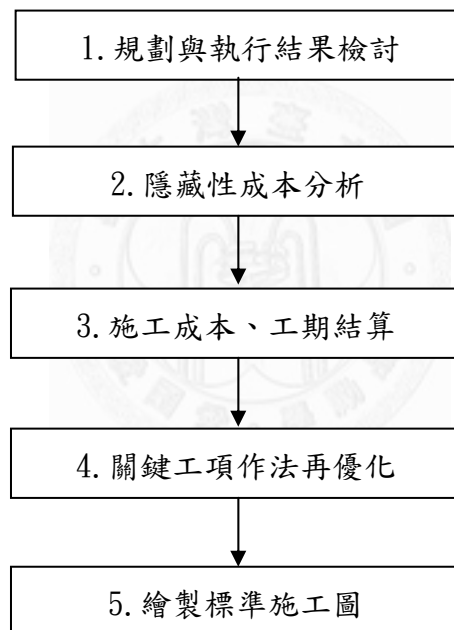 1.規劃與執行結果檢討
2.隱藏性成本分析
3.施工成本、工期結算
4.關鍵工項作法再優化
5.繪製標準施工圖